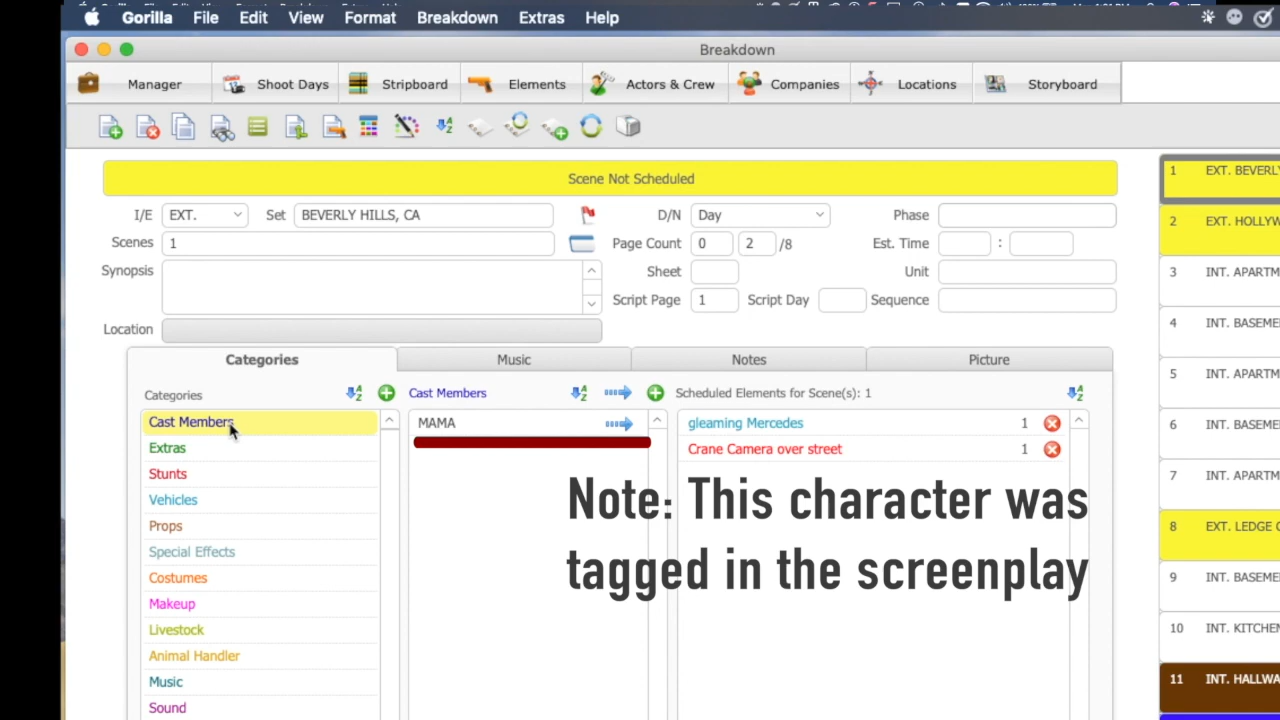 Gorilla File Edit View Format Breakdown Extras Help
Breakdown
Manager Shoot Days Stripboard Elements Actors & Crew Companies Locations Storyboard
Scene Not Scheduled
I/E EXT. Set BEVERLY HILLS, CA D/N Day Phase
Scenes 1 Page Count 0 2 /8 Est. Time :
Synopsis Sheet Unit
Script Page 1 Script Day Sequence
Location
Categories Music Notes Picture
Categories Cast Members Scheduled Elements for Scene(s): 1
Cast Members MAMA gleaming Mercedes 1
Extras Crane Camera over street 1
Stunts
Vehicles
Props
Special Effects
Costumes
Makeup
Livestock
Animal Handler
Music
Sound
Note: This character was
tagged in the screenplay
1 EXT. BEVERLY
2 EXT. HOLLYW
3 INT. APARTM
4 INT. BASEME
5 INT. APARTM
6 INT. BASEME
7 INT. APARTM
8 EXT. LEDGE
9 INT. BASEME
10 INT. KITCHEN
11 INT. HALLWA